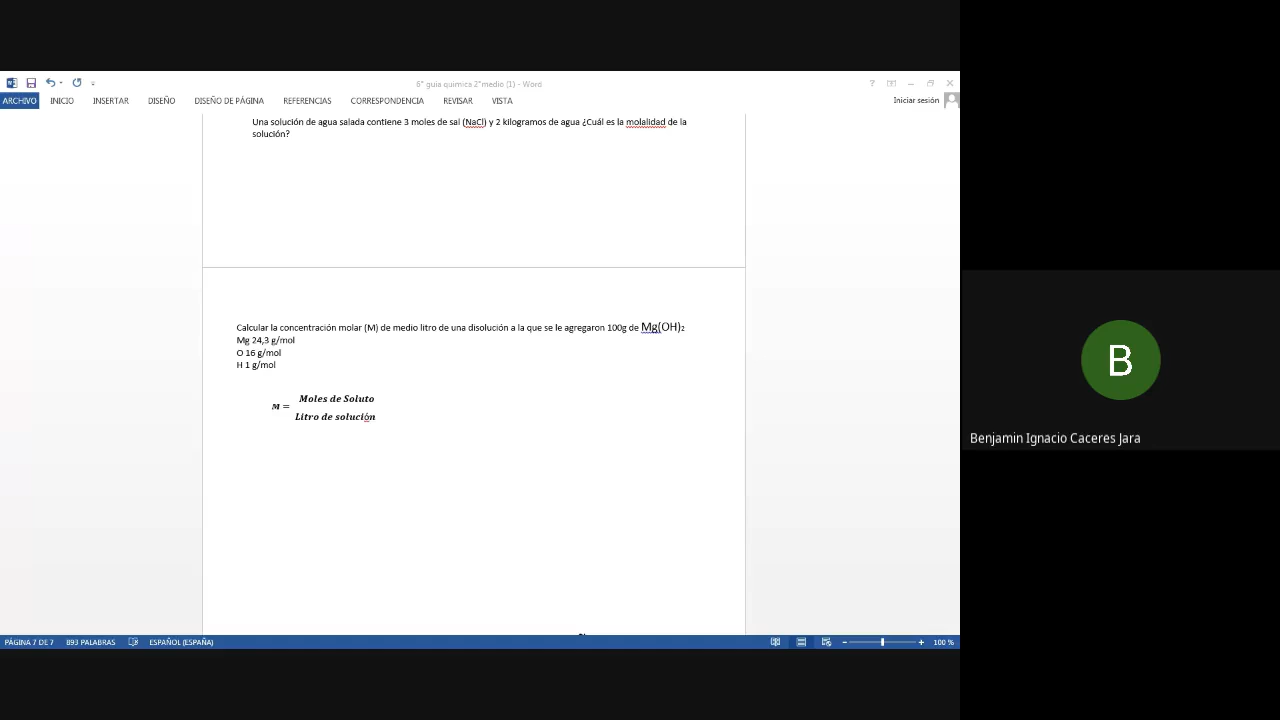 6° guia quimica 2°medio (1) - Word
ARCHIVO INICIO INSERTAR DISEÑO DISEÑO DE PÁGINA REFERENCIAS CORRESPONDENCIA REVISAR VISTA Iniciar sesión
Una solución de agua salada contiene 3 moles de sal (NaCl) y 2 kilogramos de agua ¿Cuál es la molalidad de la
solución?
Calcular la concentración molar (M) de medio litro de una disolución a la que se le agregaron 100g de Mg(OH)₂
Mg 24,3 g/mol
O 16 g/mol
H 1 g/mol
M = Moles de Soluto
Litro de solución
B
Benjamin Ignacio Caceres Jara
PÁGINA 7 DE 7 893 PALABRAS ESPAÑOL (ESPAÑA) 100 %